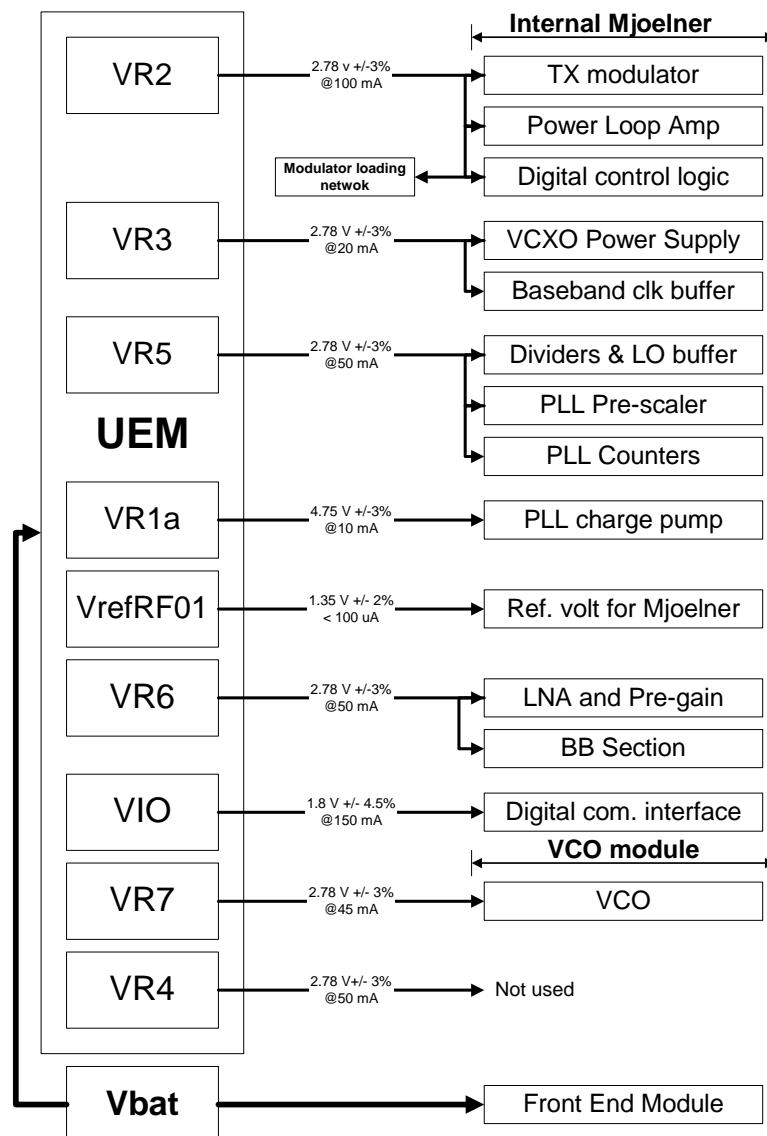 Internal Mjoelner
VR2
2.78 v +/-3%
@100 mA
TX modulator
Power Loop Amp
Modulator loading
netwok
Digital control logic
VR3
2.78 V +/-3%
@20 mA
VCXO Power Supply
Baseband clk buffer
VR5
2.78 V +/-3%
@50 mA
Dividers & LO buffer
PLL Pre-scaler
UEM
PLL Counters
VR1a
4.75 V +/-3%
@10 mA
PLL charge pump
VrefRF01
1.35 V +/- 2%
< 100 uA
Ref. volt for Mjoelner
VR6
2.78 V +/-3%
@50 mA
LNA and Pre-gain
BB Section
VIO
1.8 V +/- 4.5%
@150 mA
Digital com. interface
VCO module
VR7
2.78 V +/- 3%
@45 mA
VCO
VR4
2.78 V+/- 3%
@50 mA
Not used
Vbat
Front End Module